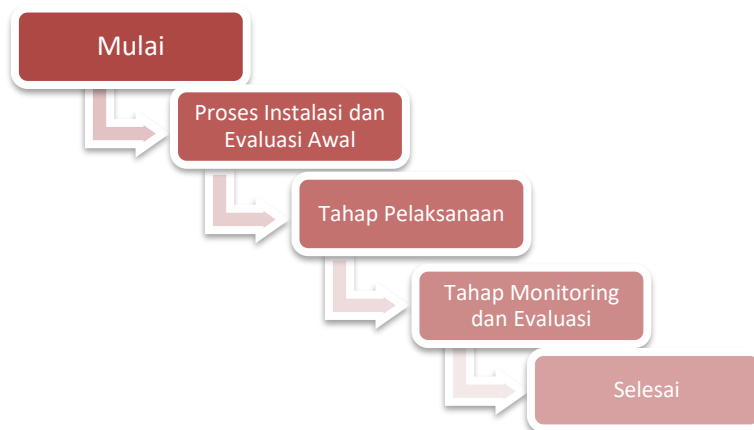 Mulai
Proses Instalasi dan
Evaluasi Awal
Tahap Pelaksanaan
Tahap Monitoring
dan Evaluasi
Selesai